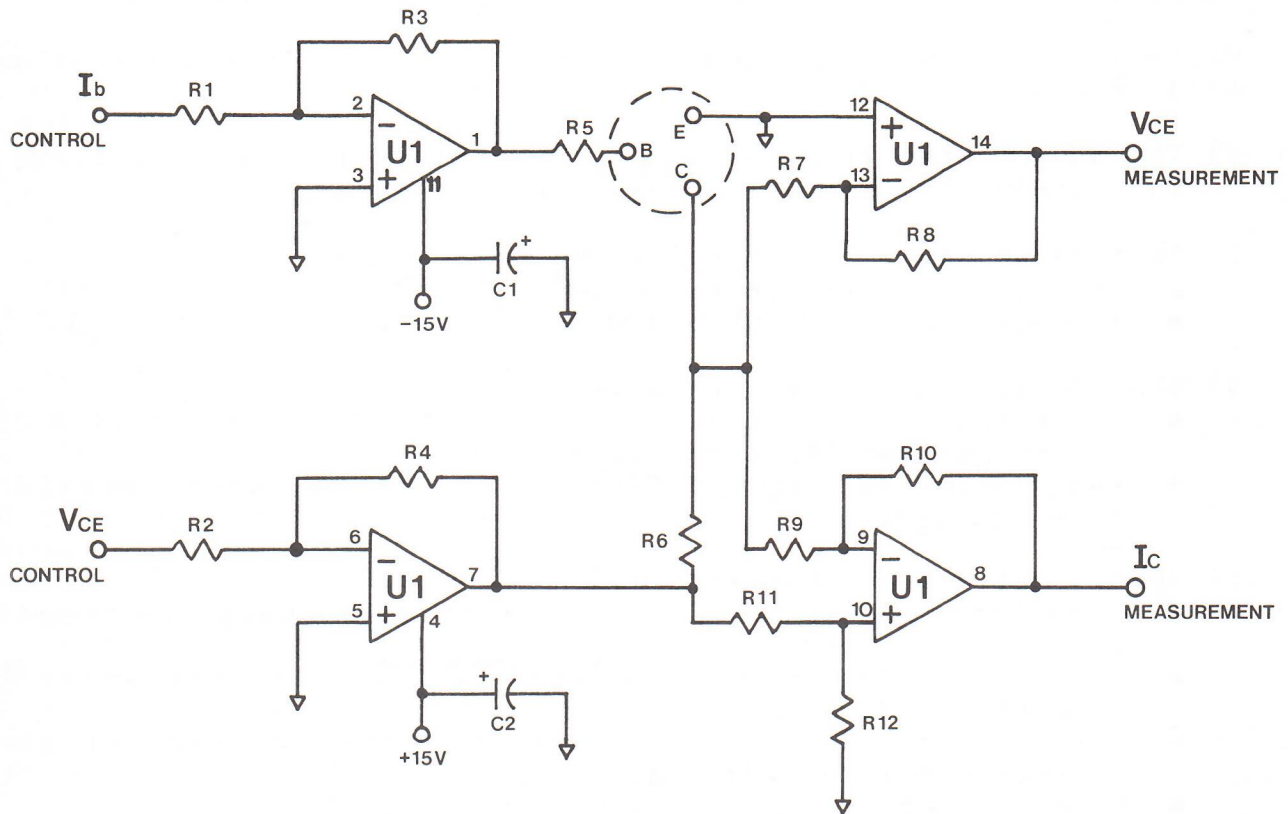 R3
Ib
CONTROL
R1
2
−
U1
3
+
1
11
R5
B
E
C
C1
+
−15V
12
+
U1
13
−
14
R7
R8
VCE
MEASUREMENT
R4
VCE
CONTROL
R2
6
−
U1
5
+
7
4
+
C2
+15V
R6
R9
R10
9
−
U1
10
+
8
R11
R12
IC
MEASUREMENT